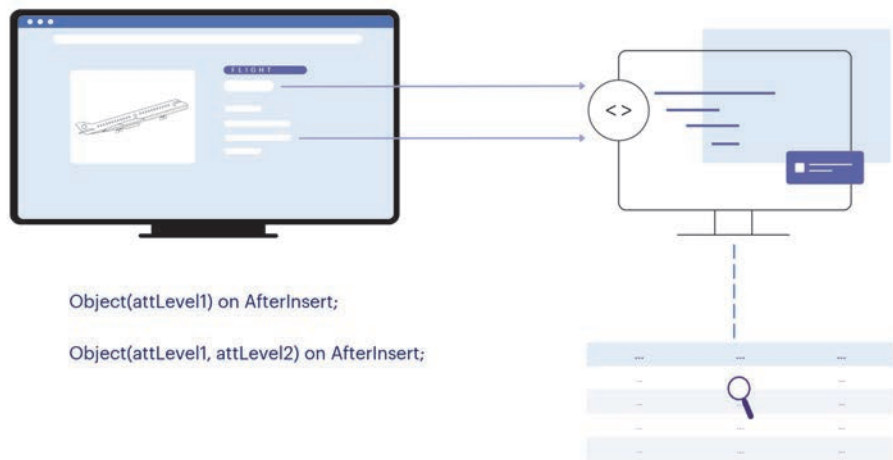 FLIGHT
<>
Object(attLevel1) on AfterInsert;
Object(attLevel1, attLevel2) on AfterInsert;
... ... ...
... ...
... ... ...
... ... ...
... ... ...